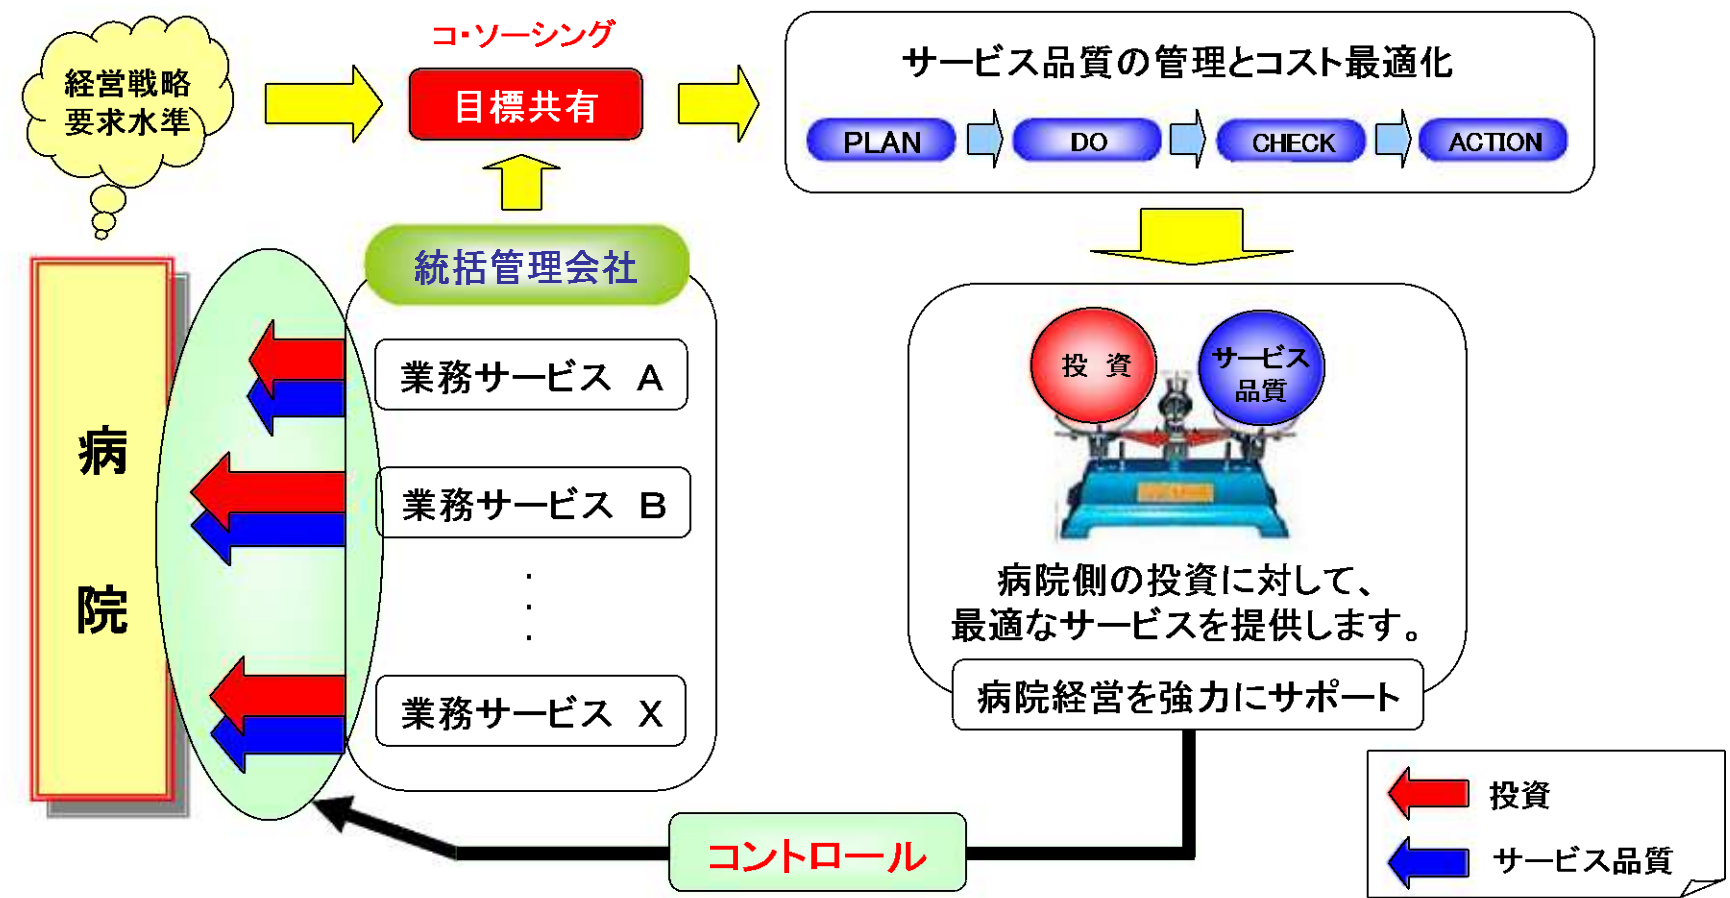 経営戦略
要求水準
コ・ソーシング
目標共有
サービス品質の管理とコスト最適化
PLAN
DO
CHECK
ACTION
統括管理会社
病院
業務サービス A
業務サービス B
・
・
・
業務サービス X
投 資
サービス
品質
病院側の投資に対して、
最適なサービスを提供します。
病院経営を強力にサポート
コントロール
投資
サービス品質